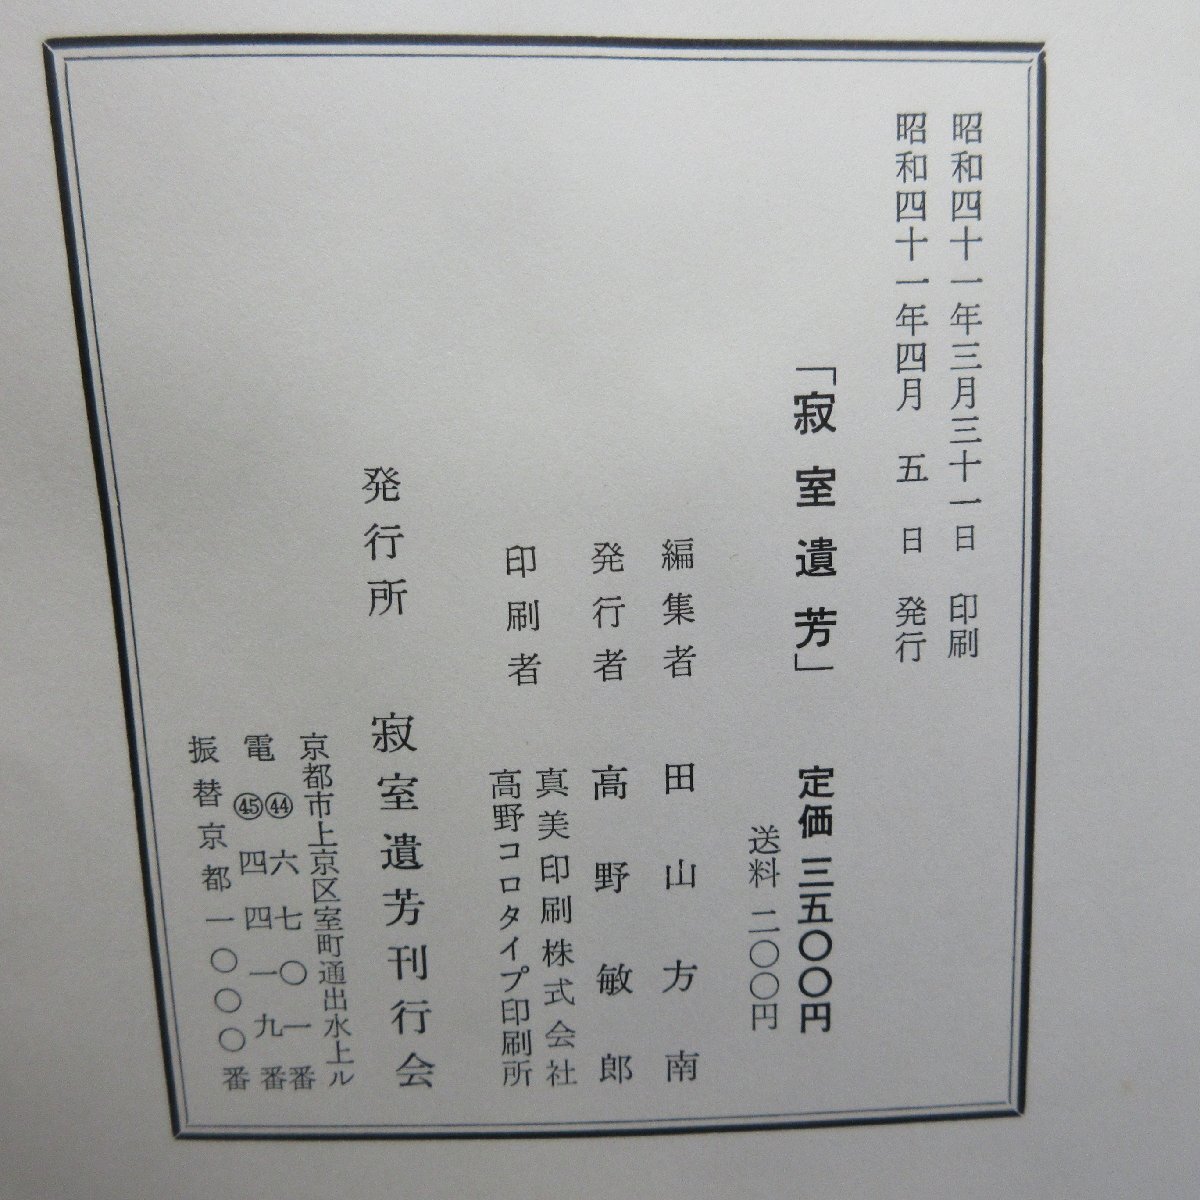 昭和四十一年三月三十一日 印刷
昭和四十一年四月 五 日 発行
「寂室遺芳」 定価 三五〇〇円
送料 二〇〇円
編集者 田山方南
発行者 高野敏郎
印刷者 真美印刷株式会社
高野コロタイプ印刷所
発行所 寂室遺芳刊行会
京都市上京区室町通出水上ル
電 ㊹六七〇一番
㊺四四一九番
振替京都一〇〇〇番